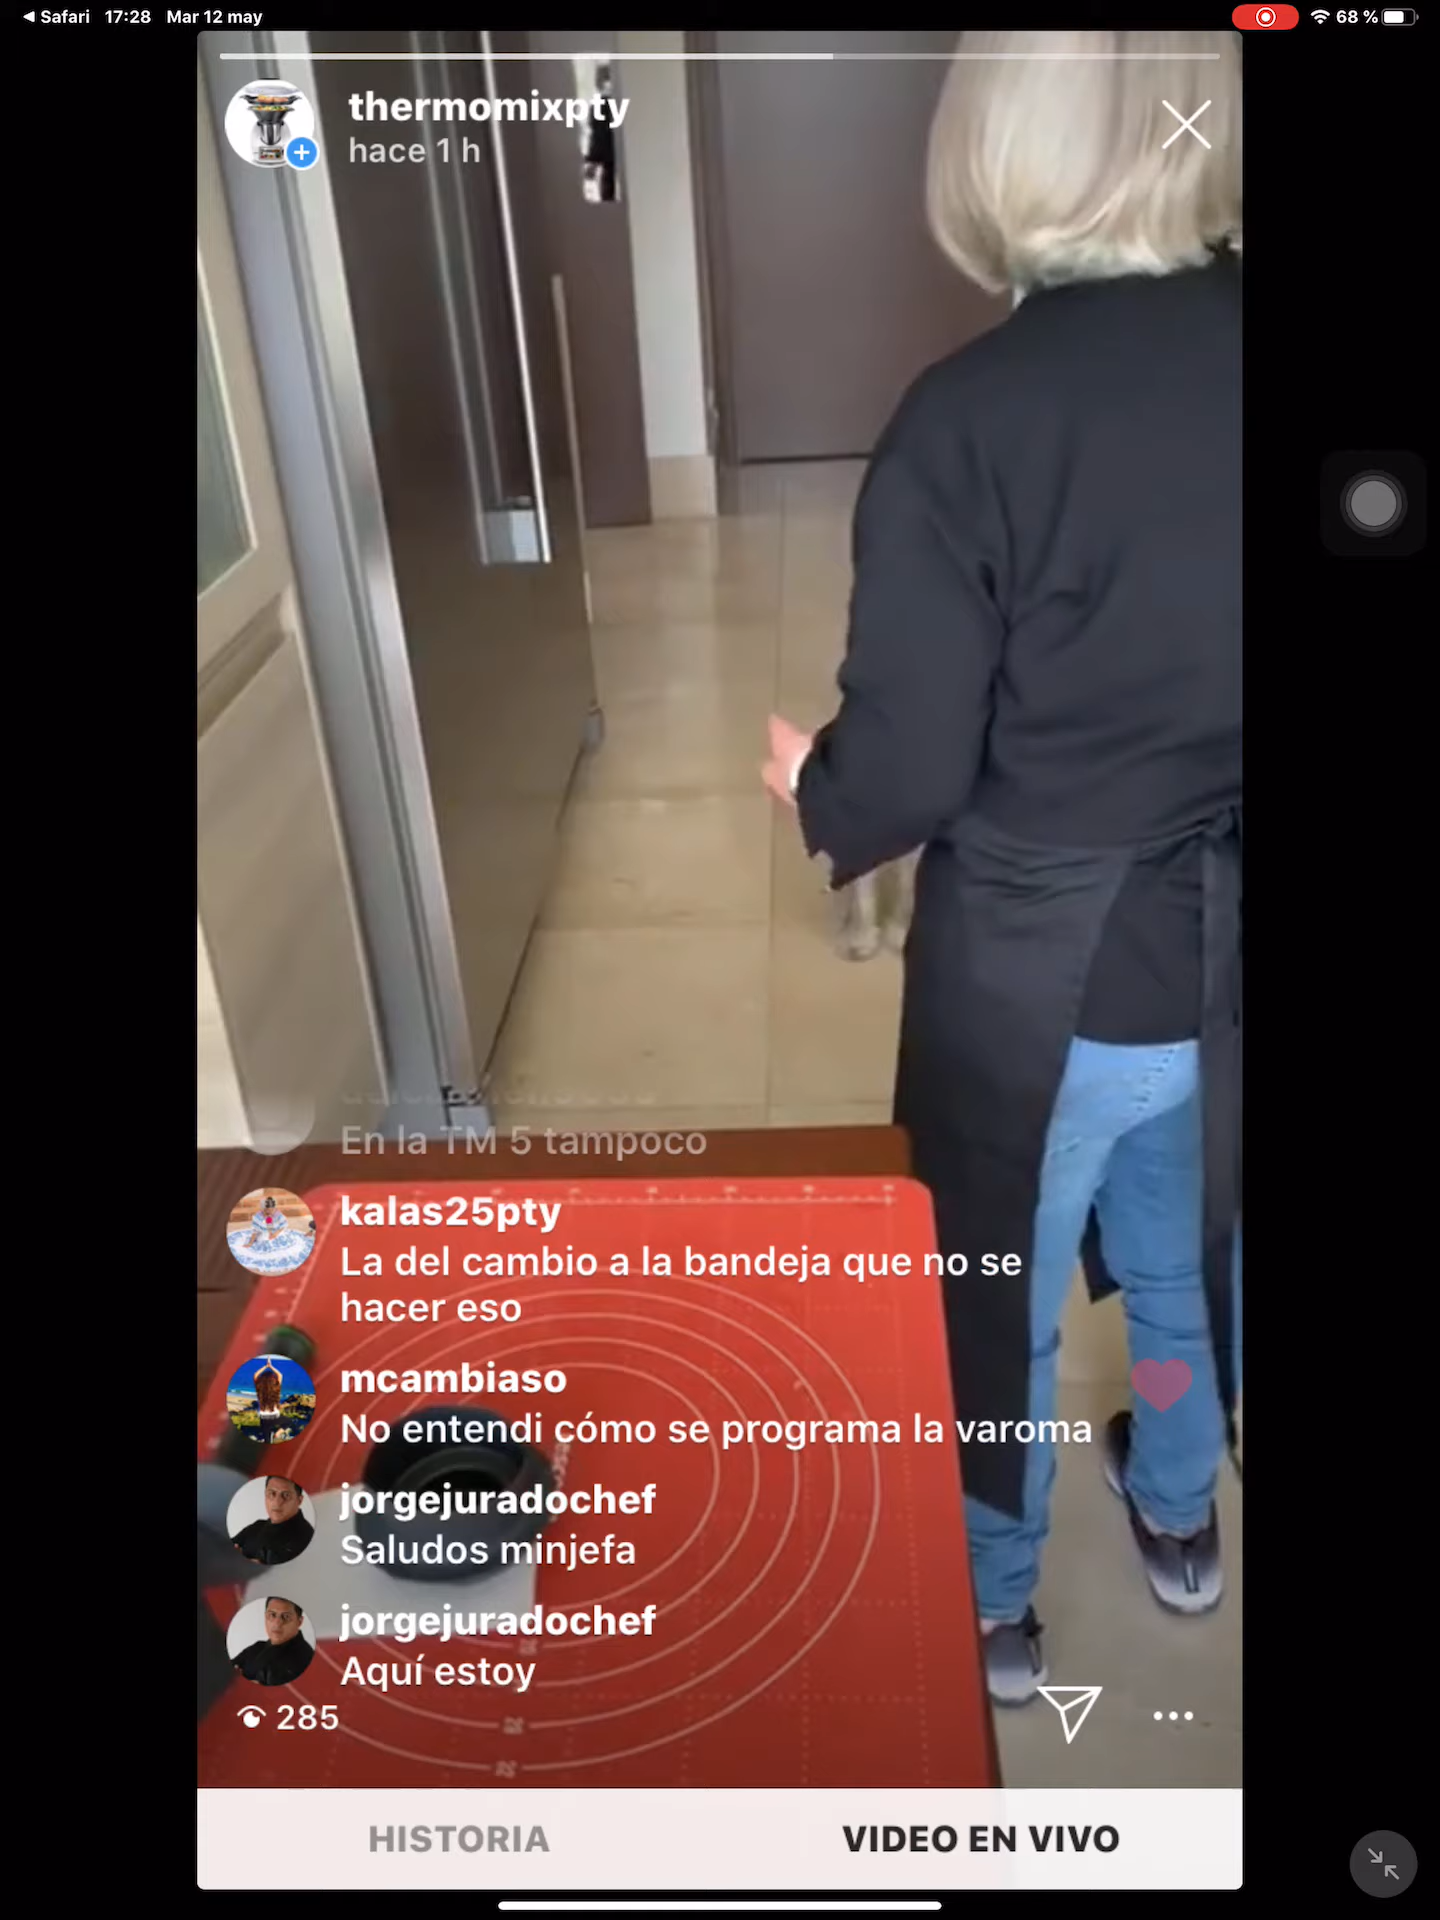 Safari 17:28 Mar 12 may 68 %
thermomixpty
hace 1 h
En la TM 5 tampoco
kalas25pty
La del cambio a la bandeja que no se
hacer eso
mcambiaso
No entendi cómo se programa la varoma
jorgejuradochef
Saludos minjefa
jorgejuradochef
Aquí estoy
285
HISTORIA
VIDEO EN VIVO